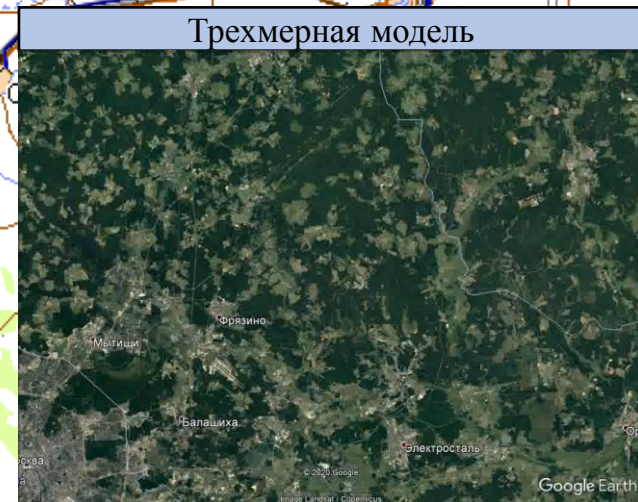 Трехмерная модель
Фрязино
Мытищи
Балашиха
Электросталь
©2020 Google
Image Landsat / Copernicus
Google Earth